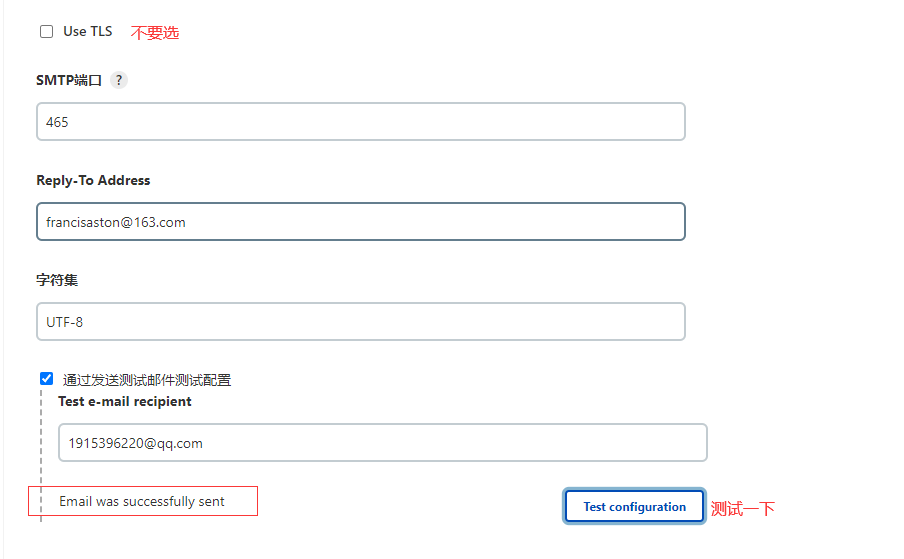 Use TLS 不要选
SMTP端口 ?
465
Reply-To Address
francisaston@163.com
字符集
UTF-8
通过发送测试邮件测试配置
Test e-mail recipient
1915396220@qq.com
Email was successfully sent Test configuration 测试一下